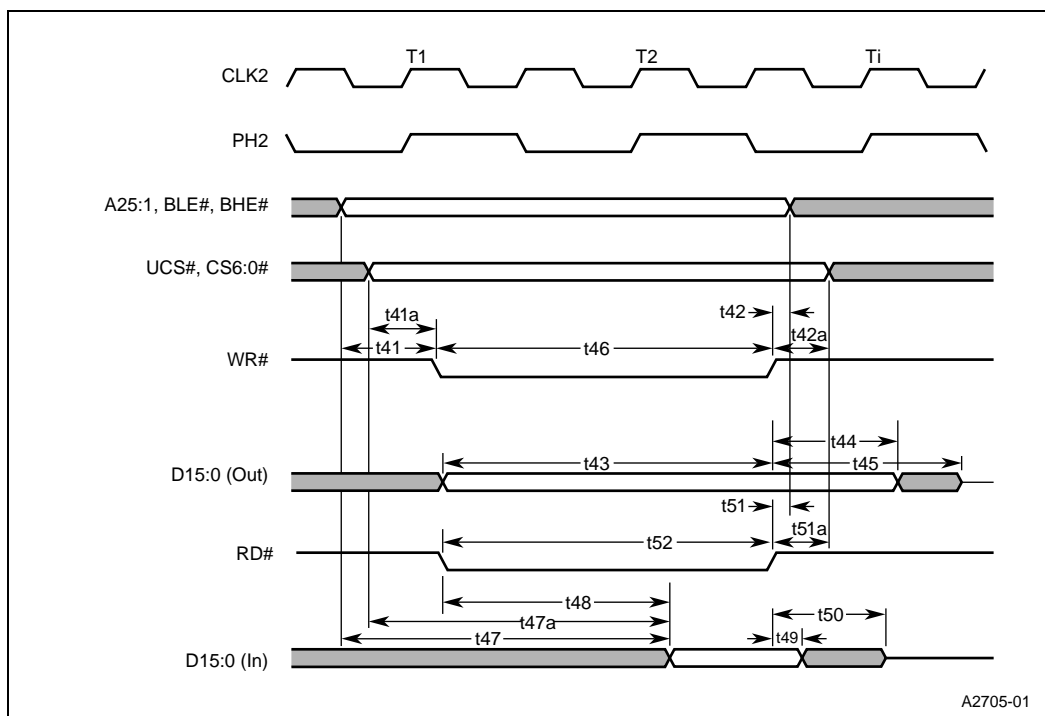 T1 T2 Ti
CLK2
PH2
A25:1, BLE#, BHE#
UCS#, CS6:0#
t41a t42 t42a
t41 t46
WR#
t44
t43 t45
D15:0 (Out)
t51 t51a
t52
RD#
t48
t47a t50
t47 t49
D15:0 (In)
A2705-01